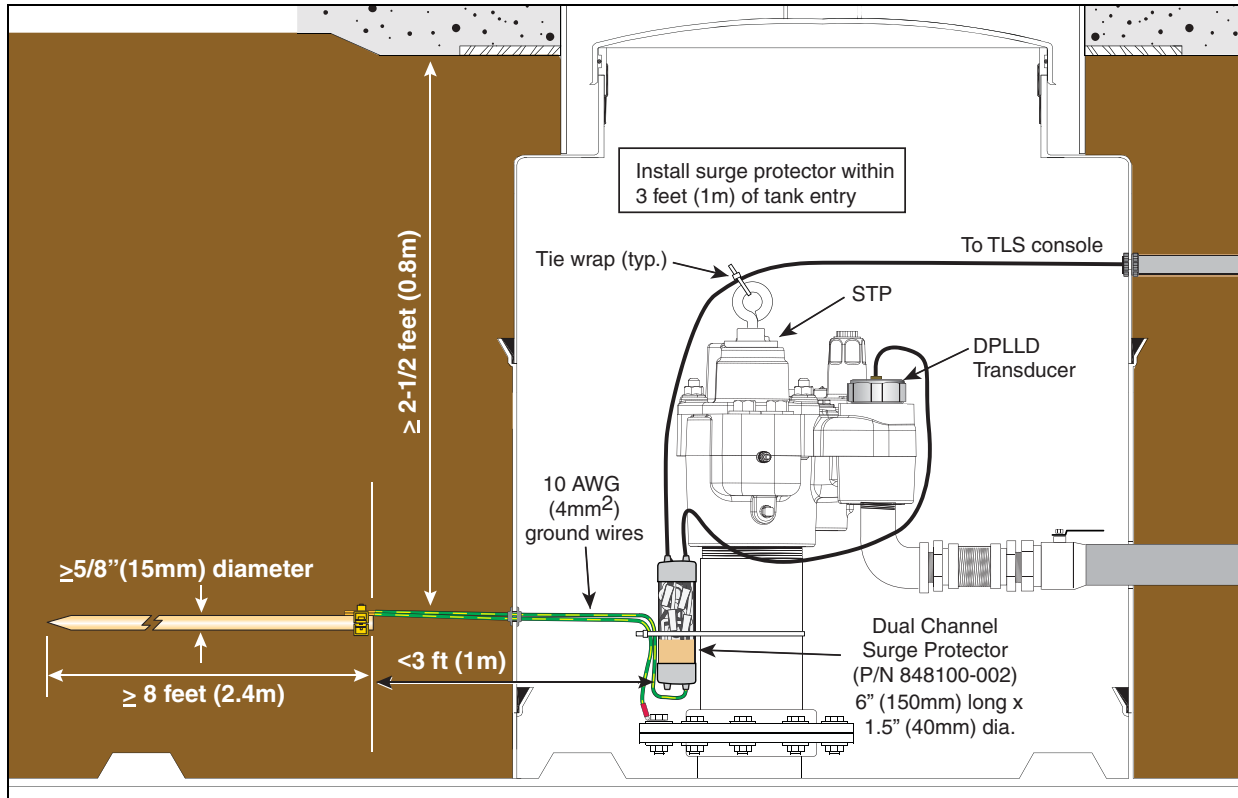 Install surge protector within
3 feet (1m) of tank entry
To TLS console
Tie wrap (typ.)
STP
DPLLD
Transducer
≥ 2-1/2 feet (0.8m)
10 AWG
(4mm²)
ground wires
≥5/8”(15mm) diameter
<3 ft (1m)
≥ 8 feet (2.4m)
Dual Channel
Surge Protector
(P/N 848100-002)
6” (150mm) long x
1.5” (40mm) dia.